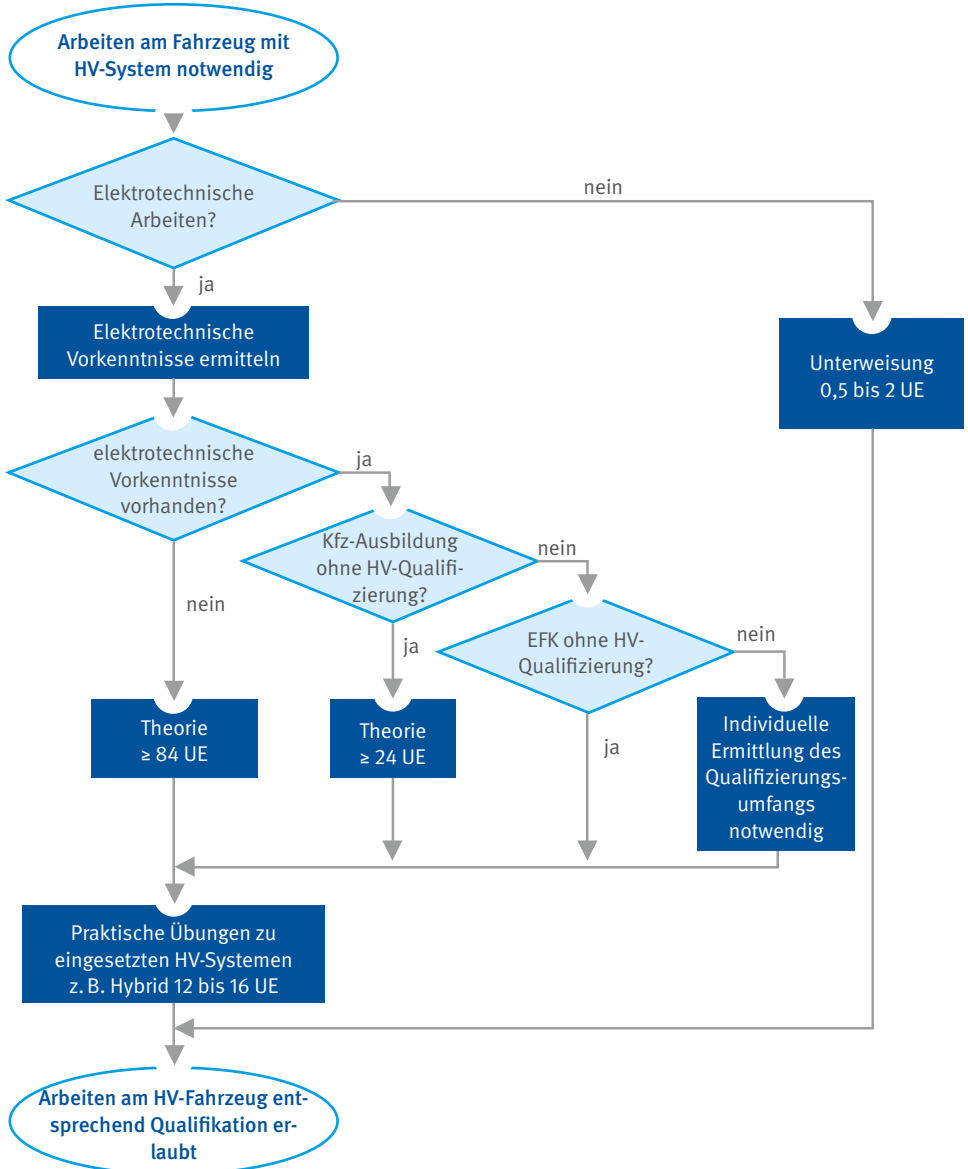 Arbeiten am Fahrzeug mit
HV-System notwendig
Elektrotechnische
Arbeiten?
nein
ja
Elektrotechnische
Vorkenntnisse ermitteln
Unterweisung
0,5 bis 2 UE
elektrotechnische
Vorkenntnisse
vorhanden?
ja
Kfz-Ausbildung
ohne HV-Qualifi-
zierung?
nein
nein
EFK ohne HV-
Qualifizierung?
nein
ja
Theorie
≥ 84 UE
Theorie
≥ 24 UE
ja
Individuelle
Ermittlung des
Qualifizierungs-
umfangs
notwendig
Praktische Übungen zu
eingesetzten HV-Systemen
z. B. Hybrid 12 bis 16 UE
Arbeiten am HV-Fahrzeug ent-
sprechend Qualifikation er-
laubt